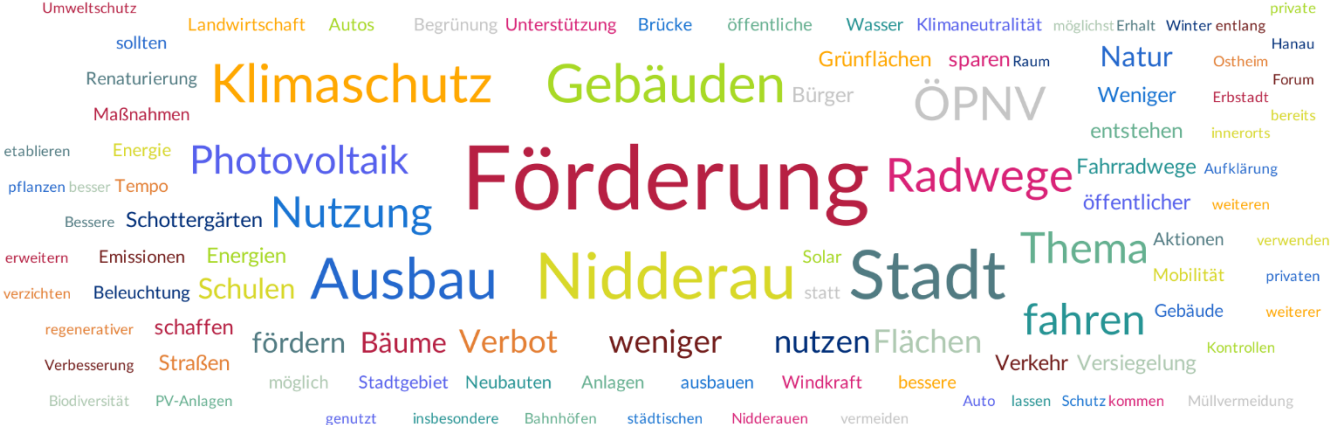 Umweltschutz private
Landwirtschaft Autos Begrünung Unterstützung Brücke öffentliche Wasser Klimaneutralität möglichst Erhalt Winter entlang
sollten Hanau
Grünflächen sparen Raum Natur Ostheim
Renaturierung Klimaschutz Gebäuden Bürger ÖPNV Weniger Forum
Erbstadt
Maßnahmen bereits
entstehen innerorts
etablieren Energie Photovoltaik Förderung Radwege Fahrradwege Aufklärung
pflanzen besser Tempo
öffentlicher weiteren
Bessere Schottergärten Nutzung
Thema Aktionen verwenden
erweitern Emissionen Energien Solar
Ausbau Nidderau Stadt Mobilität privaten
verzichten Beleuchtung Schulen statt
fahren Gebäude weiterer
regenerativer schaffen
fördern Bäume Verbot weniger nutzen Flächen Kontrollen
Verbesserung Straßen Verkehr Versiegelung
möglich Stadtgebiet Neubauten Anlagen ausbauen Windkraft bessere
Biodiversität PV-Anlagen Auto lassen Schutz kommen Müllvermeidung
genutzt insbesondere Bahnhöfen städtischen Nidderauen vermeiden